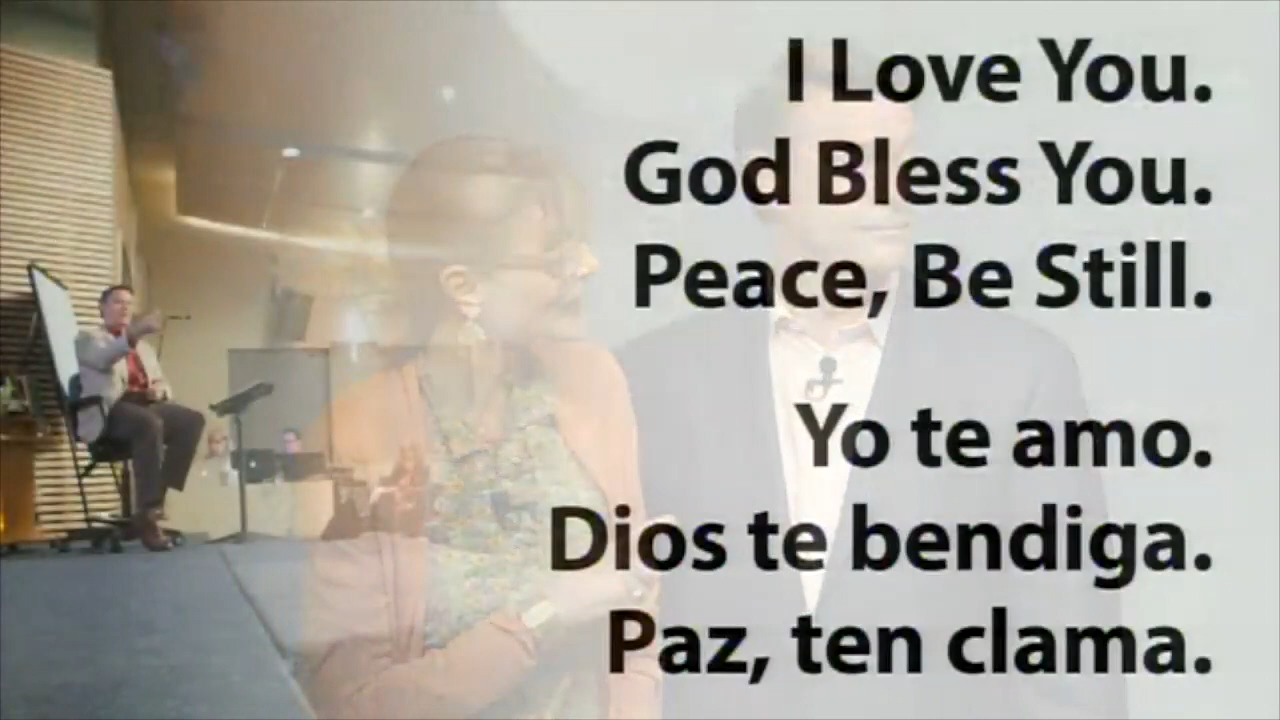 I Love You.
God Bless You.
Peace, Be Still.
Yo te amo.
Dios te bendiga.
Paz, ten clama.